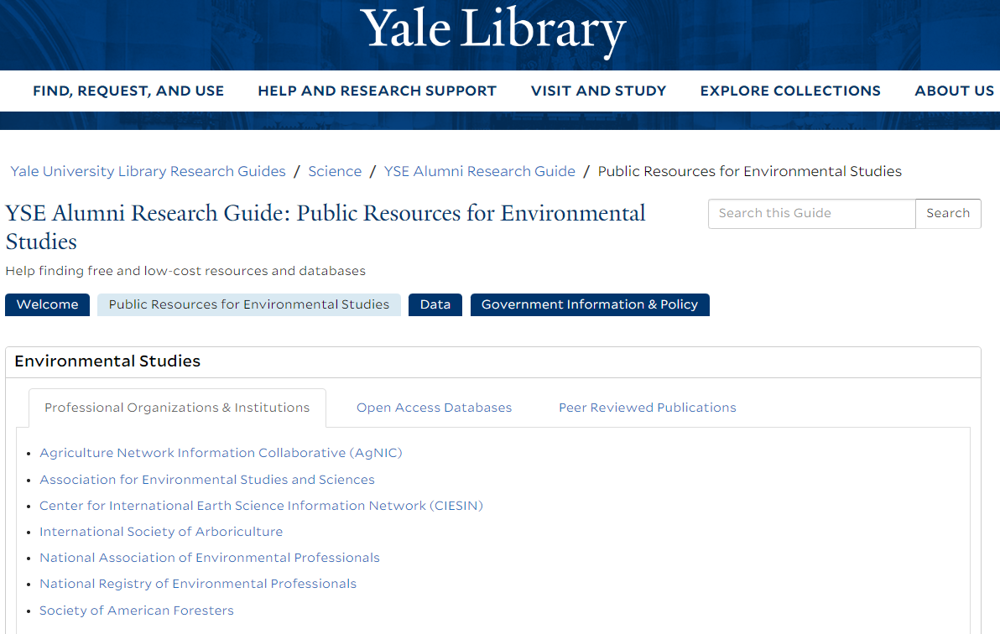 Yale Library
FIND, REQUEST, AND USE HELP AND RESEARCH SUPPORT VISIT AND STUDY EXPLORE COLLECTIONS ABOUT US
Yale University Library Research Guides / Science / YSE Alumni Research Guide / Public Resources for Environmental Studies
YSE Alumni Research Guide: Public Resources for Environmental
Studies
Search this Guide Search
Help finding free and low-cost resources and databases
Welcome Public Resources for Environmental Studies Data Government Information & Policy
Environmental Studies
Professional Organizations & Institutions Open Access Databases Peer Reviewed Publications
• Agriculture Network Information Collaborative (AgNIC)
• Association for Environmental Studies and Sciences
• Center for International Earth Science Information Network (CIESIN)
• International Society of Arboriculture
• National Association of Environmental Professionals
• National Registry of Environmental Professionals
• Society of American Foresters